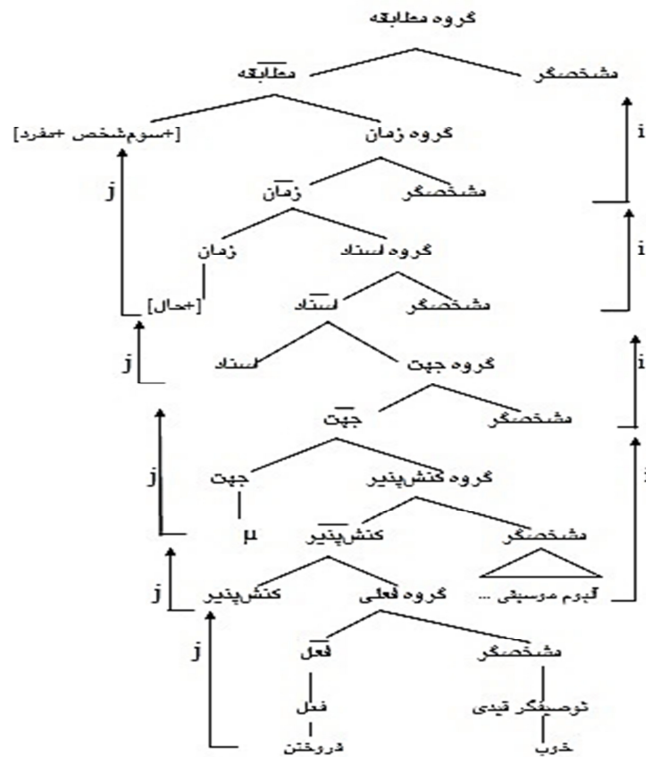 گروه مطابقه
مشخصگر مطابقه
i گروه زمان [+سوم‌شخص +مفرد]
j مشخصگر زمان
i گروه اسناد زمان
مشخصگر اسناد [+حال]
i گروه جهت اسناد j
مشخصگر جهت
i گروه کنش‌پذیر جهت j
مشخصگر کنش‌پذیر µ
آلبوم موسیقی ... گروه فعلی کنش‌پذیر j
مشخصگر فعل j
توصیفگر قیدی فعل
خوب فروختن